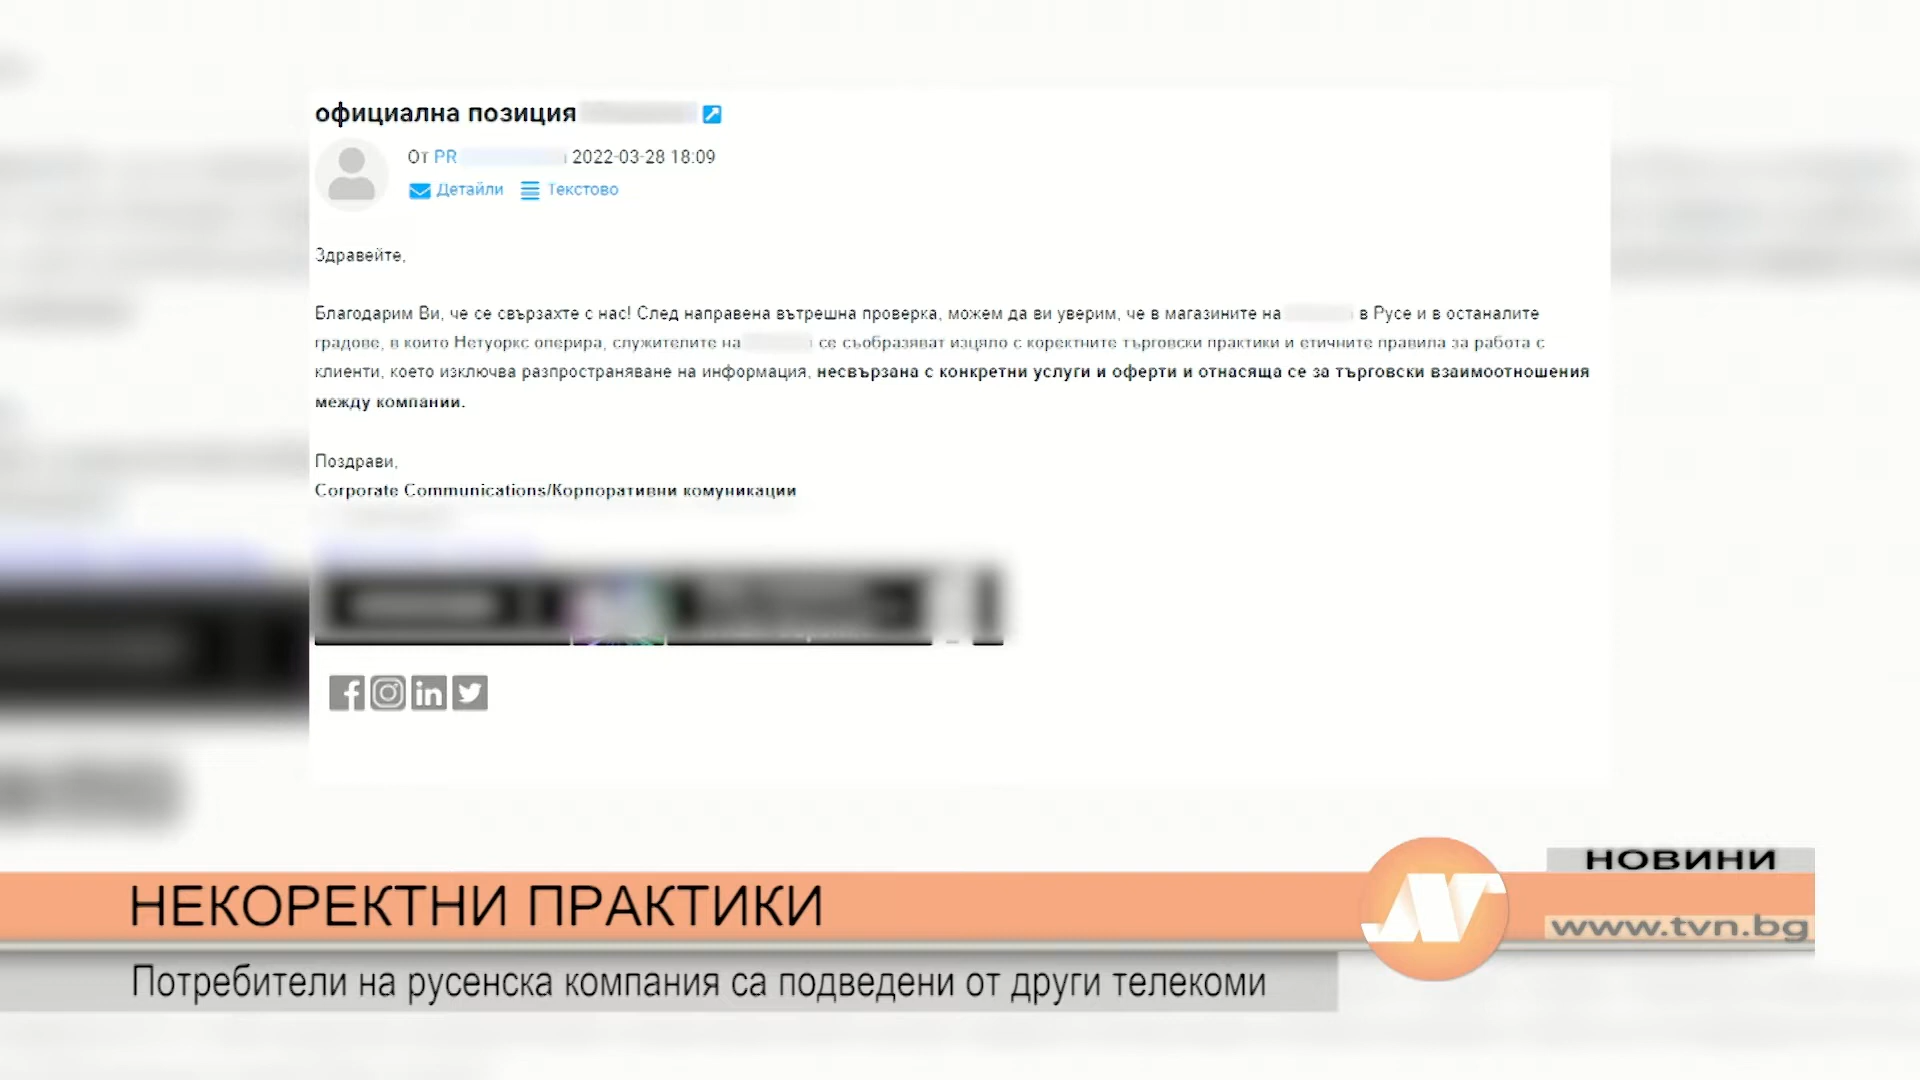 официална позиция
От PR 2022-03-28 18:09
Детайли Текстово
Здравейте,
Благодарим Ви, че се свързахте с нас! След направена вътрешна проверка, можем да ви уверим, че в магазините на в Русе и в останалите
градове, в които Нетуоркс оперира, служителите на се съобразяват изцяло с коректните търговски практики и етичните правила за работа с
клиенти, което изключва разпространяване на информация, несвързана с конкретни услуги и оферти и отнасяща се за търговски взаимоотношения
между компании.
Поздрави,
Corporate Communications/Корпоративни комуникации
НОВИНИ
НЕКОРЕКТНИ ПРАКТИКИ
www.tvn.bg
Потребители на русенска компания са подведени от други телекоми